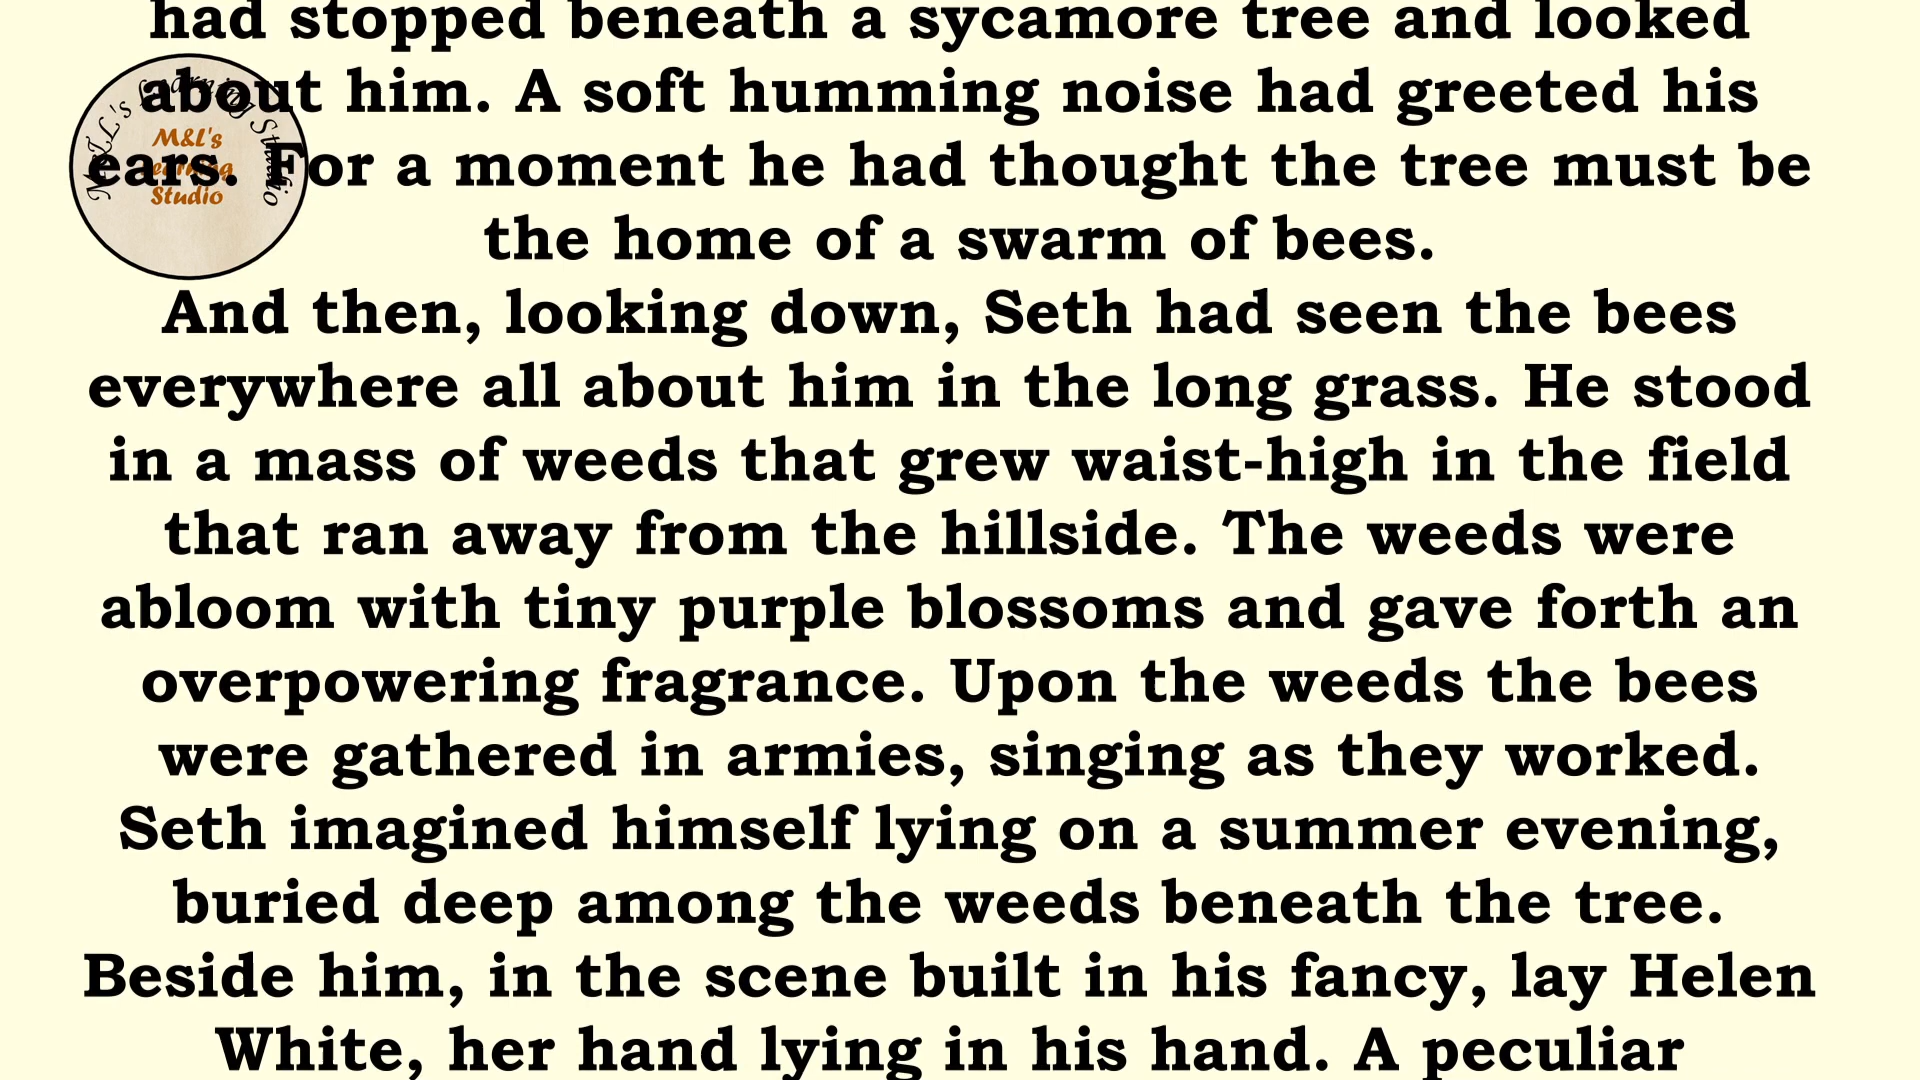 had stopped beneath a sycamore tree and looked
about him. A soft humming noise had greeted his
ears. For a moment he had thought the tree must be
the home of a swarm of bees.
And then, looking down, Seth had seen the bees
everywhere all about him in the long grass. He stood
in a mass of weeds that grew waist-high in the field
that ran away from the hillside. The weeds were
abloom with tiny purple blossoms and gave forth an
overpowering fragrance. Upon the weeds the bees
were gathered in armies, singing as they worked.
Seth imagined himself lying on a summer evening,
buried deep among the weeds beneath the tree.
Beside him, in the scene built in his fancy, lay Helen
White, her hand lying in his hand. A peculiar
M&L's Learning Studio
M&L's
Learning
Studio